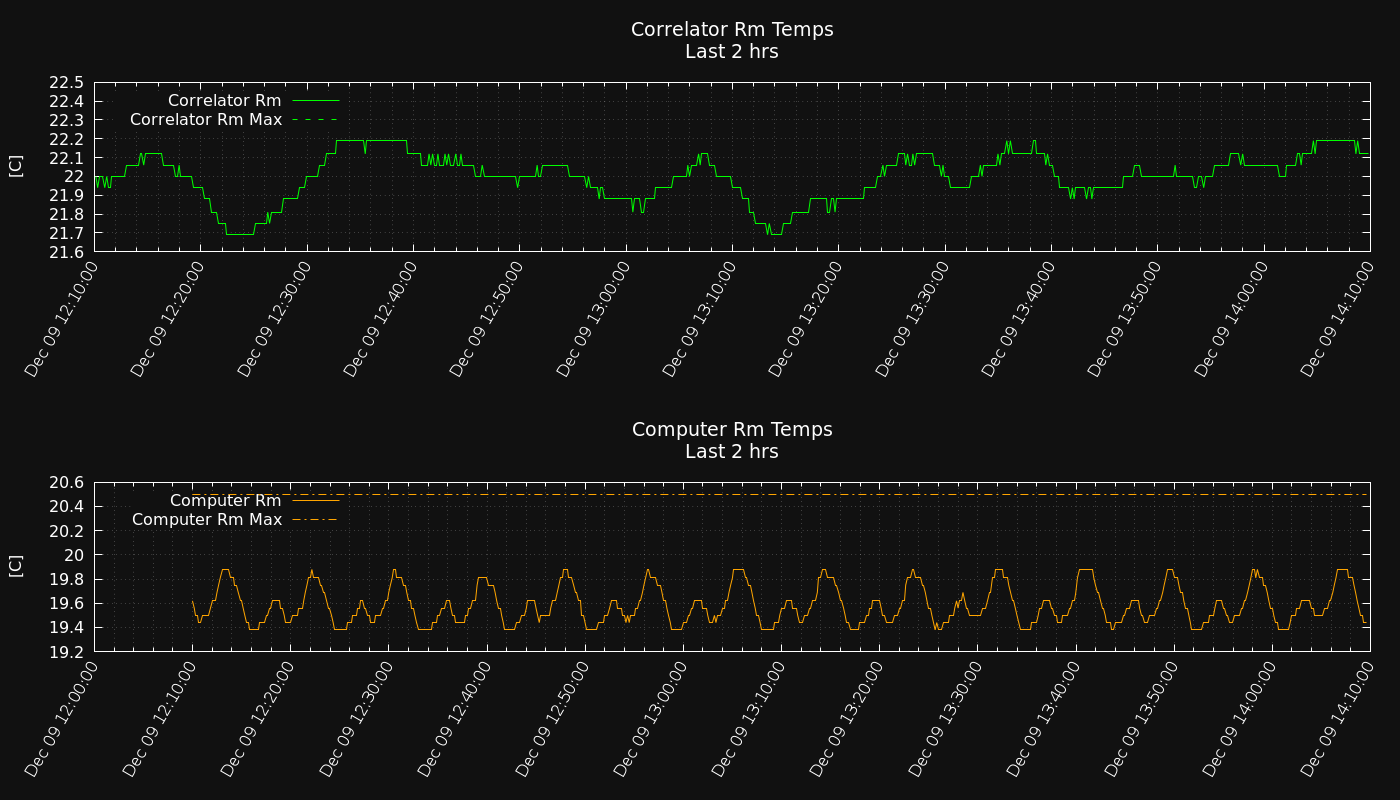 Correlator Rm Temps
Last 2 hrs
22.5
22.4
22.3
22.2
22.1
22
21.9
21.8
21.7
21.6
[C]
Correlator Rm
Correlator Rm Max
Dec 09 12:10:00
Dec 09 12:20:00
Dec 09 12:30:00
Dec 09 12:40:00
Dec 09 12:50:00
Dec 09 13:00:00
Dec 09 13:10:00
Dec 09 13:20:00
Dec 09 13:30:00
Dec 09 13:40:00
Dec 09 13:50:00
Dec 09 14:00:00
Dec 09 14:10:00
Computer Rm Temps
Last 2 hrs
20.6
20.4
20.2
20
19.8
19.6
19.4
19.2
[C]
Computer Rm
Computer Rm Max
Dec 09 12:00:00
Dec 09 12:10:00
Dec 09 12:20:00
Dec 09 12:30:00
Dec 09 12:40:00
Dec 09 12:50:00
Dec 09 13:00:00
Dec 09 13:10:00
Dec 09 13:20:00
Dec 09 13:30:00
Dec 09 13:40:00
Dec 09 13:50:00
Dec 09 14:00:00
Dec 09 14:10:00